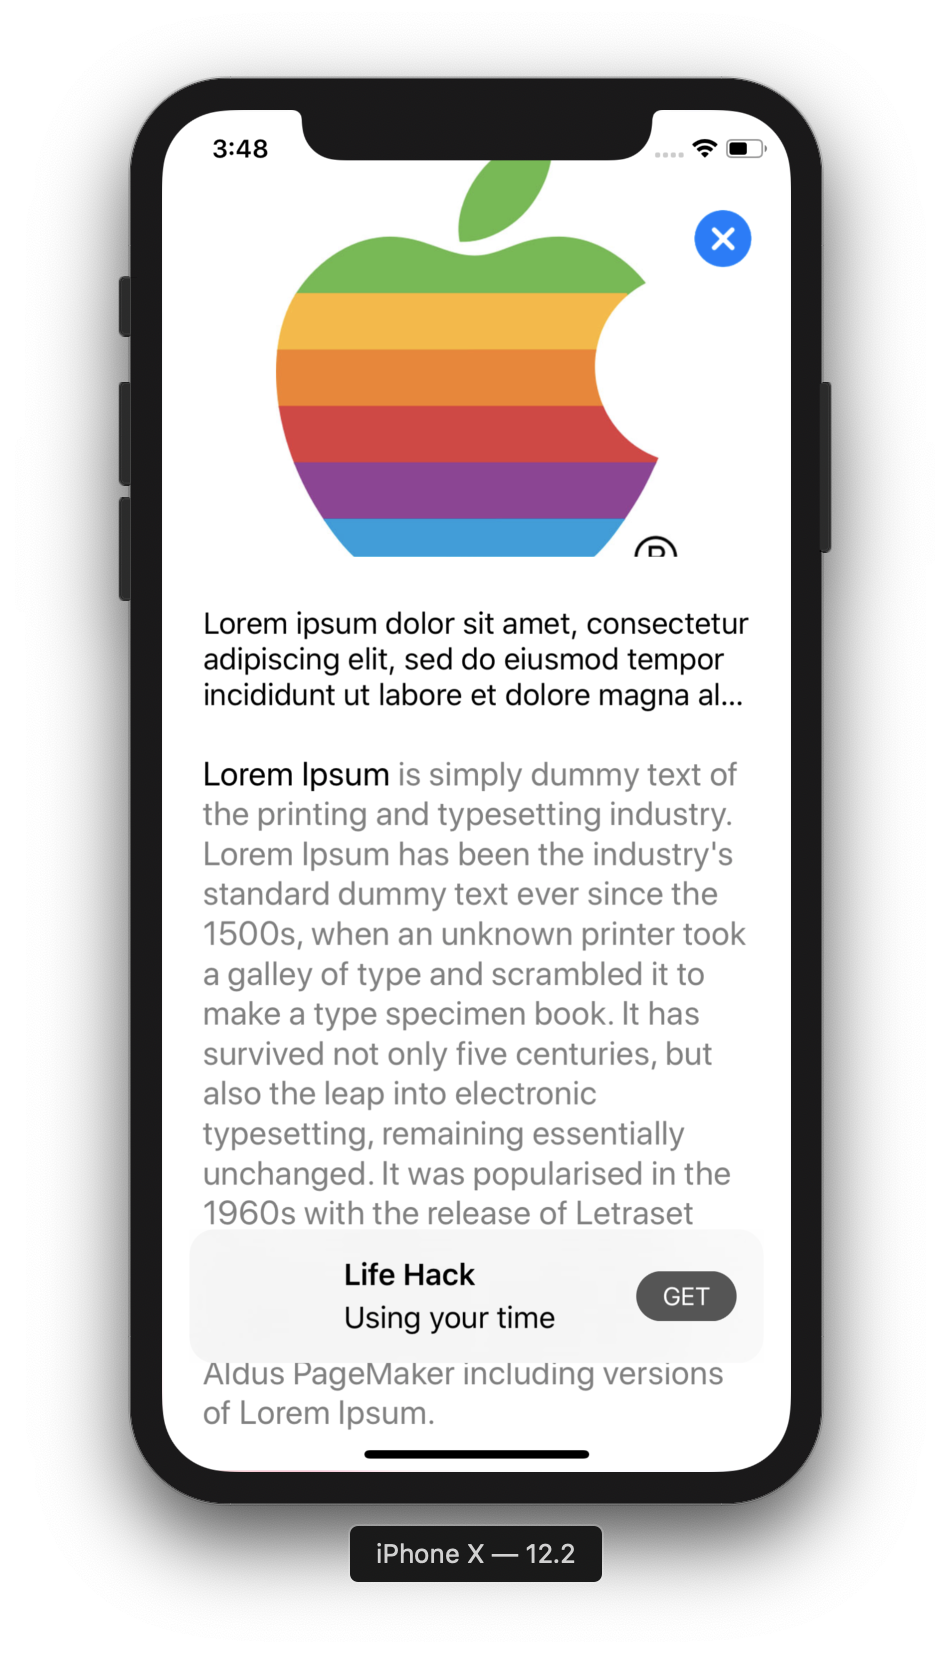 3:48
R
Lorem ipsum dolor sit amet, consectetur
adipiscing elit, sed do eiusmod tempor
incididunt ut labore et dolore magna al...
Lorem Ipsum is simply dummy text of
the printing and typesetting industry.
Lorem Ipsum has been the industry's
standard dummy text ever since the
1500s, when an unknown printer took
a galley of type and scrambled it to
make a type specimen book. It has
survived not only five centuries, but
also the leap into electronic
typesetting, remaining essentially
unchanged. It was popularised in the
1960s with the release of Letraset
Life Hack
Using your time
GET
Aldus PageMaker including versions
of Lorem Ipsum.
iPhone X — 12.2